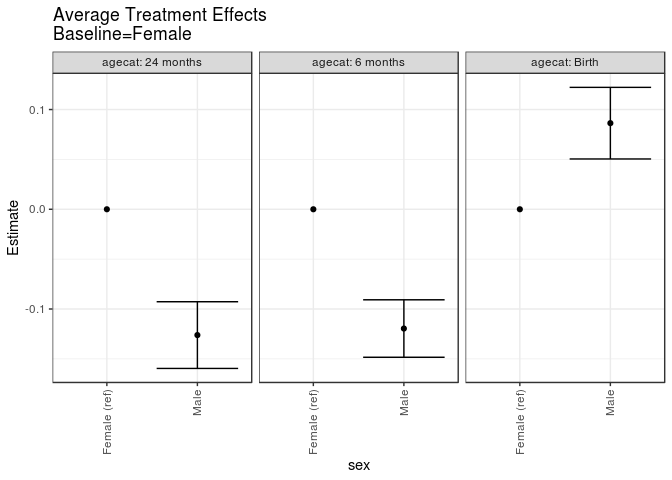 Average Treatment Effects
Baseline=Female
agecat: 24 months
agecat: 6 months
agecat: Birth
Estimate
0.1
0.0
-0.1
Female (ref)
Male
Female (ref)
Male
Female (ref)
Male
sex